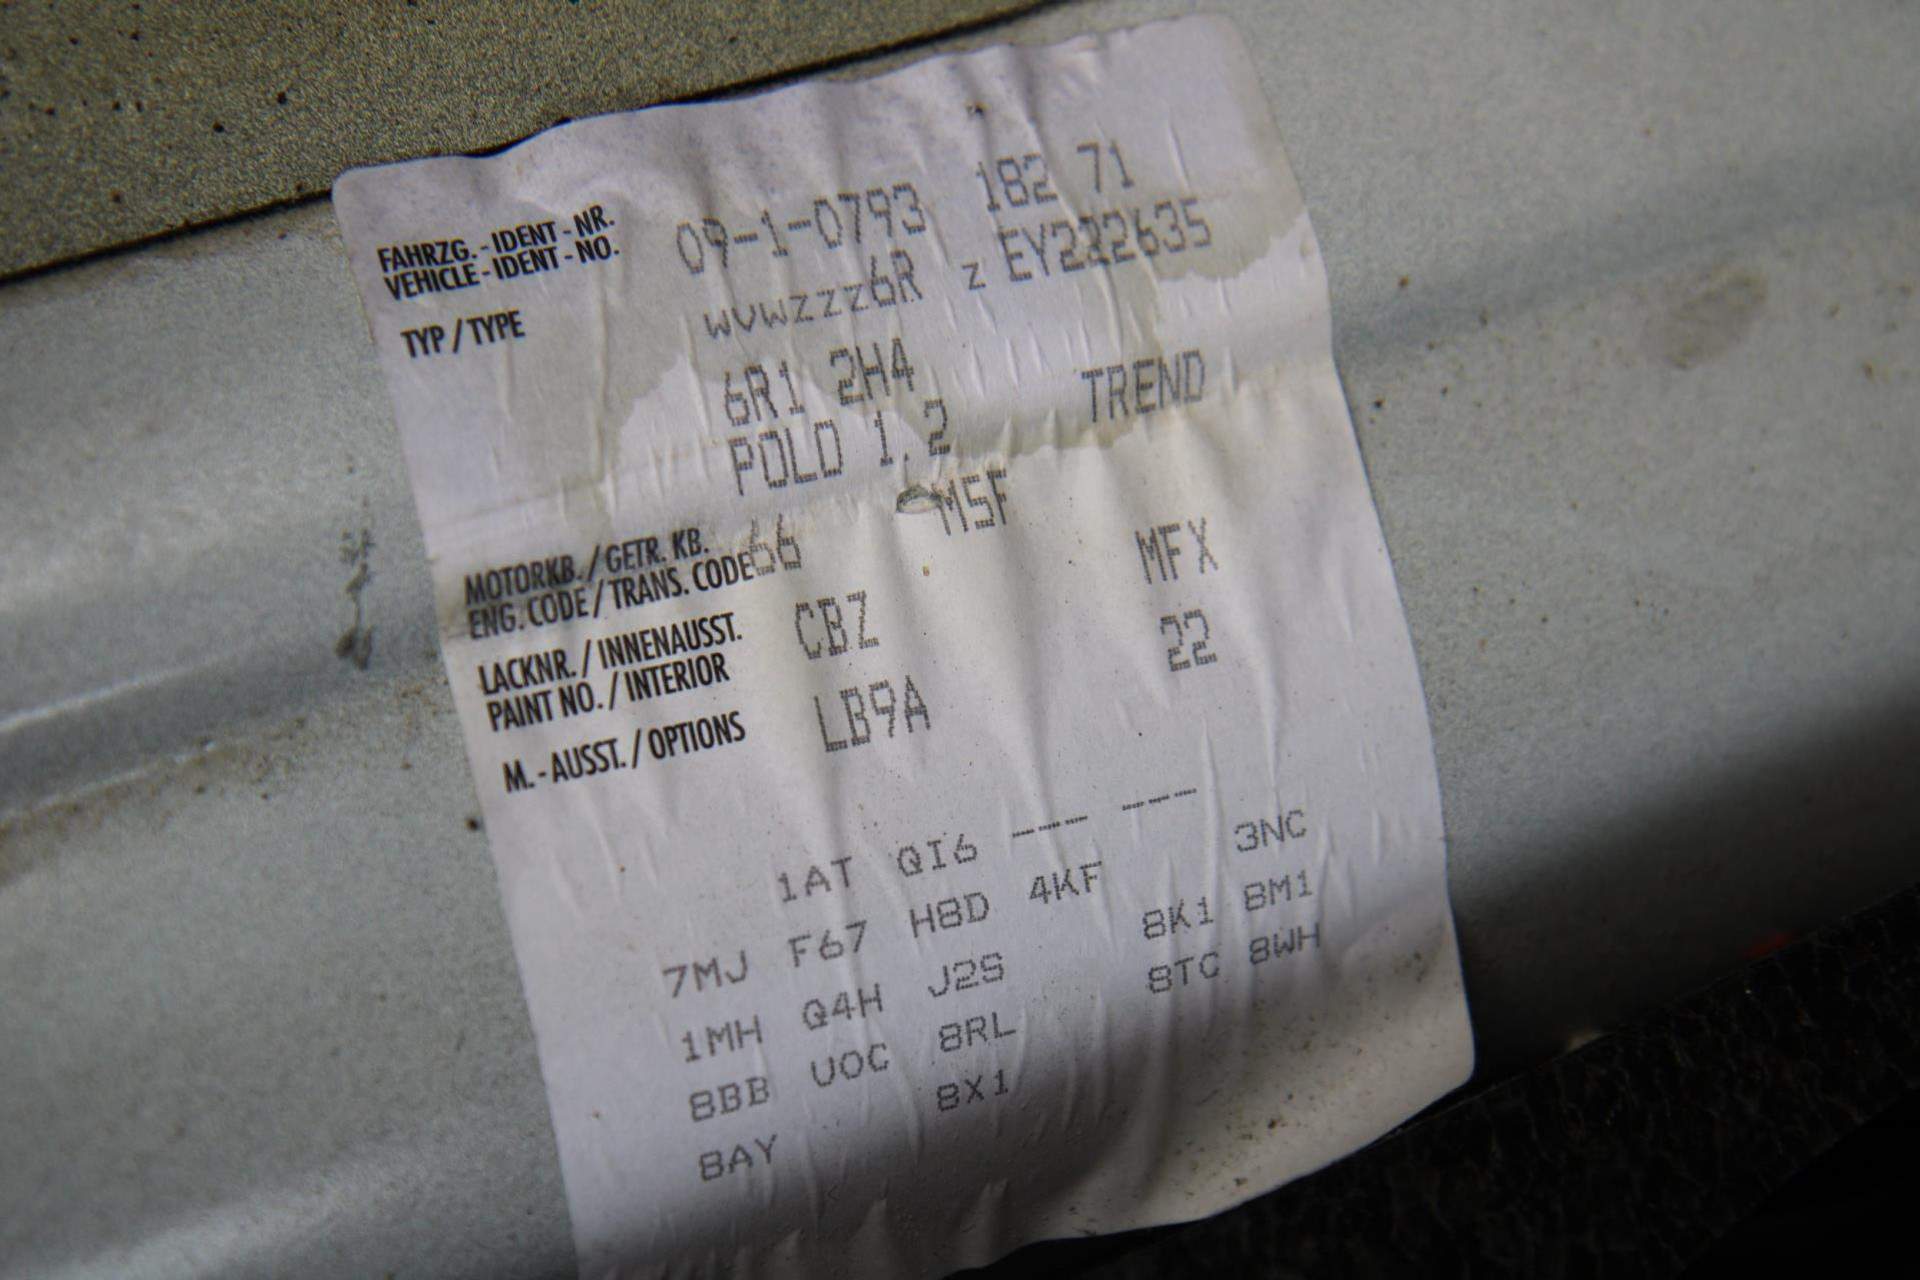 09-1-0793 182 71
FAHRZG.-IDENT-NR.
VEHICLE-IDENT-NO. WVWZZZ6R Z EY222635
TYP / TYPE 6R1 2H4
POLO 1.2 TREND
66 M5F
MOTORKB. / GETR. KB.
ENG. CODE / TRANS. CODE CBZ MFX
LACKNR. / INNENAUSST.
PAINT NO. / INTERIOR LB9A 22
M.-AUSST. / OPTIONS
1AT QI6 --- ---
7MJ F67 H8D 4KF 3NC
1MH Q4H J2S 8K1 8M1
8BB U0C 8RL 8TC 8WH
8AY 8X1